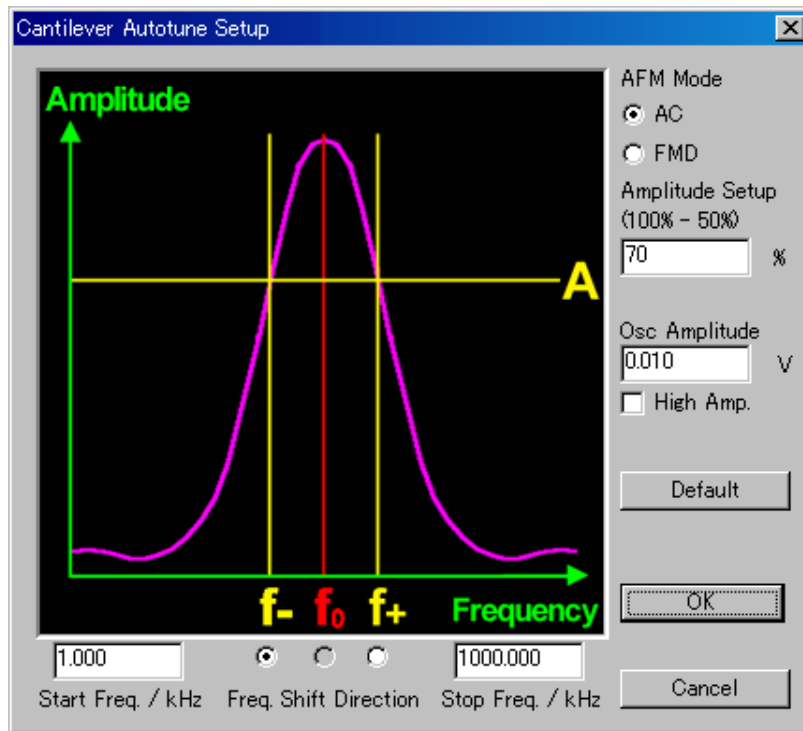 Cantilever Autotune Setup
Amplitude
A
f- f₀ f+ Frequency
1.000
1000.000
Start Freq. / kHz
Freq. Shift Direction
Stop Freq. / kHz
AFM Mode
AC
FMD
Amplitude Setup
(100% - 50%)
70 %
Osc Amplitude
0.010 V
High Amp.
Default
OK
Cancel